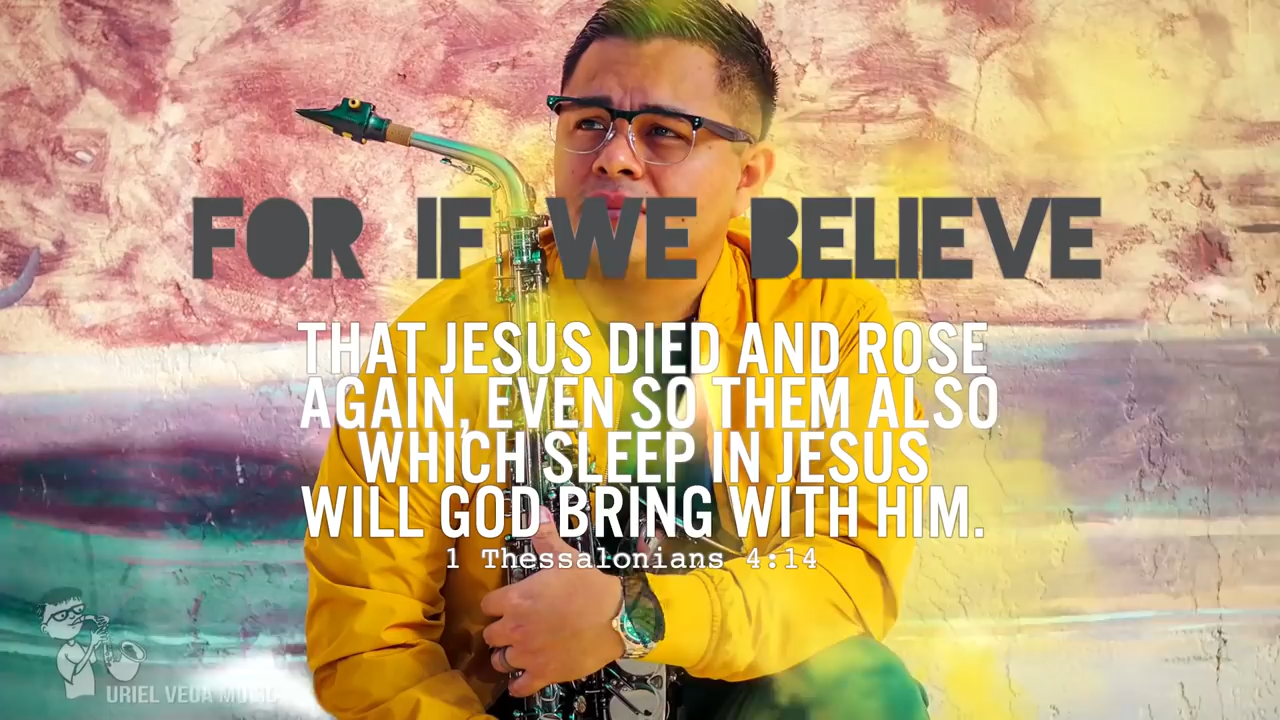 FOR IF WE BELIEVE
THAT JESUS DIED AND ROSE
AGAIN, EVEN SO THEM ALSO
WHICH SLEEP IN JESUS
WILL GOD BRING WITH HIM.
1 Thessalonians 4:14
URIEL VEGA MUSIC